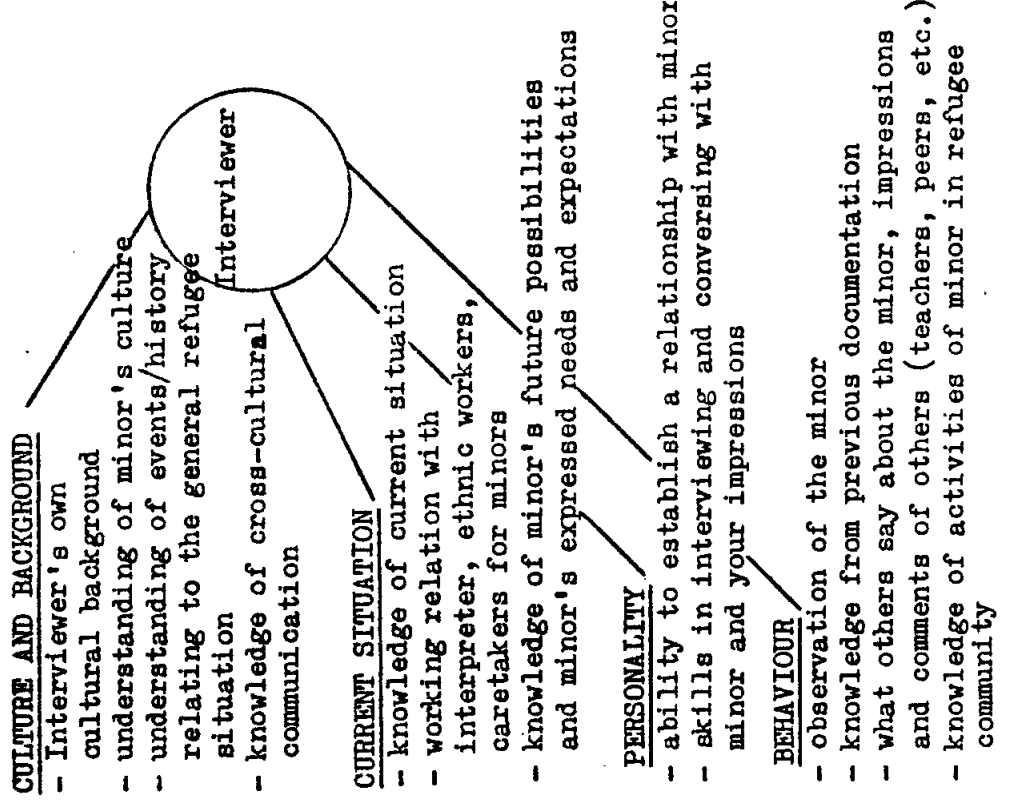 CULTURE AND BACKGROUND
- Interviewer's own
cultural background
- understanding of minor's culture
- understanding of events/history
relating to the general refugee
situation
- knowledge of cross-cultural
communication
Interviewer
CURRENT SITUATION
- knowledge of current situation
- working relation with
interpreter, ethnic workers,
caretakers for minors
- knowledge of minor's future possibilities
and minor's expressed needs and expectations
PERSONALITY
- ability to establish a relationship with minor
- skills in interviewing and conversing with
minor and your impressions
BEHAVIOUR
- observation of the minor
- knowledge from previous documentation
- what others say about the minor, impressions
and comments of others (teachers, peers, etc.)
- knowledge of activities of minor in refugee
community